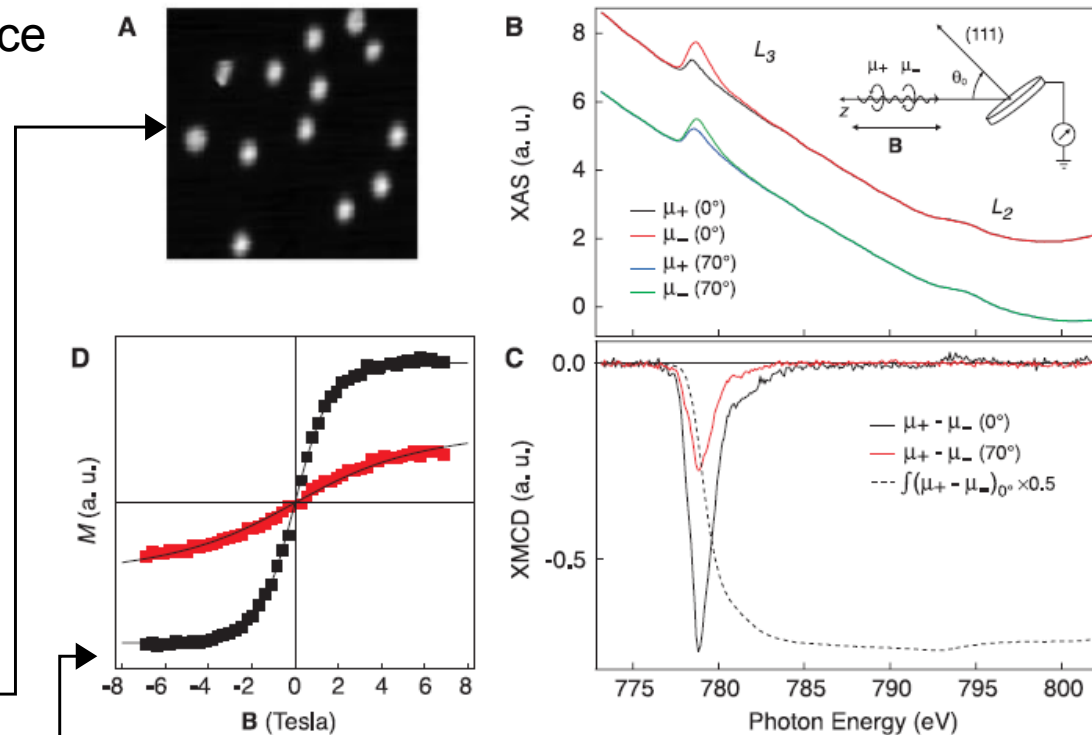 ce
A
B
8
6
4
2
0
XAS (a. u.)
L3
L2
(111)
μ+ μ−
θ0
z
B
μ+ (0°)
μ− (0°)
μ+ (70°)
μ− (70°)
D
M (a. u.)
-8 -6 -4 -2 0 2 4 6 8
B (Tesla)
C
0.0
-0.5
XMCD (a. u.)
μ+ - μ− (0°)
μ+ - μ− (70°)
∫(μ+ - μ−)0° ×0.5
775 780 785 790 795 800
Photon Energy (eV)